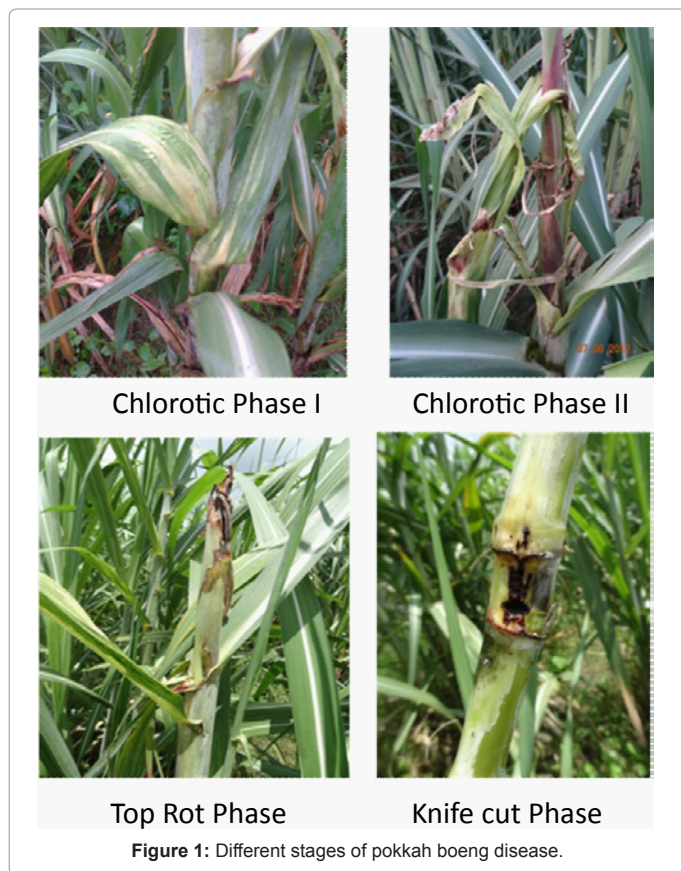 Chlorotic Phase I
Chlorotic Phase II
Top Rot Phase
Knife cut Phase
Figure 1: Different stages of pokkah boeng disease.